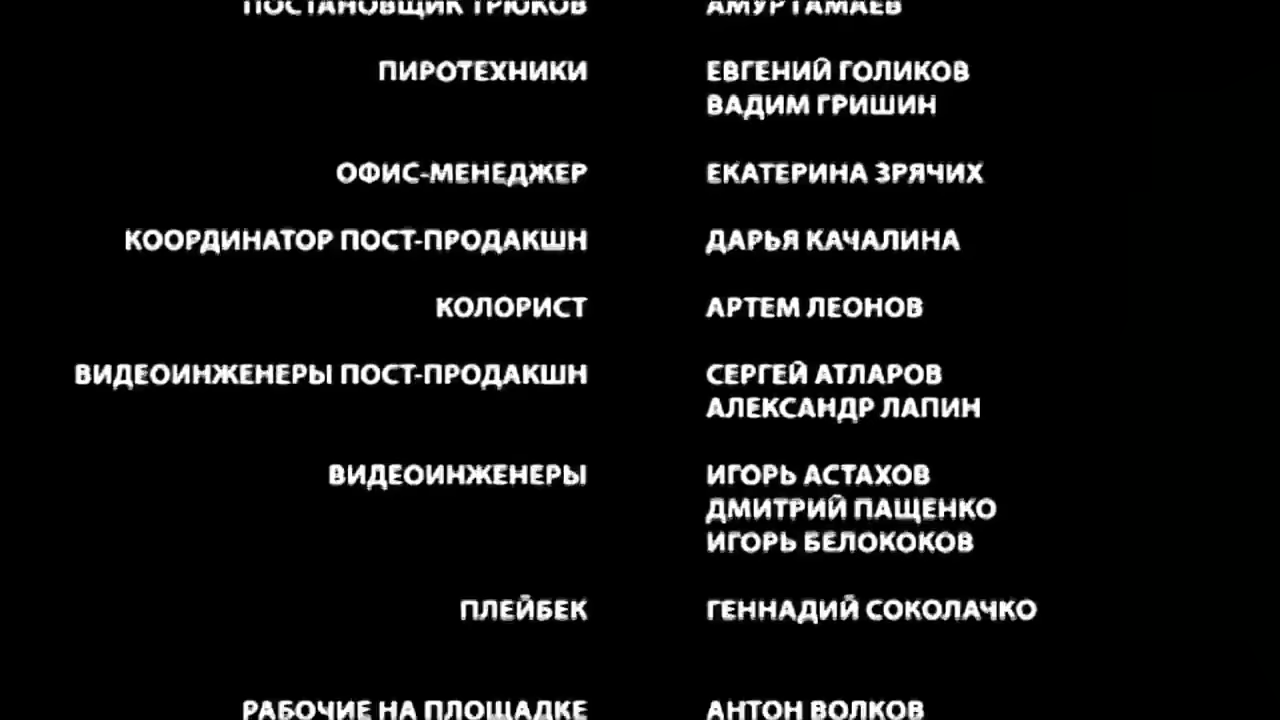 ПОСТАНОВЩИК ТРЮКОВ АМУР ТАМАЕВ
ПИРОТЕХНИКИ ЕВГЕНИЙ ГОЛИКОВ
ВАДИМ ГРИШИН
ОФИС-МЕНЕДЖЕР ЕКАТЕРИНА ЗРЯЧИХ
КООРДИНАТОР ПОСТ-ПРОДАКШН ДАРЬЯ КАЧАЛИНА
КОЛОРИСТ АРТЕМ ЛЕОНОВ
ВИДЕОИНЖЕНЕРЫ ПОСТ-ПРОДАКШН СЕРГЕЙ АТЛАРОВ
АЛЕКСАНДР ЛАПИН
ВИДЕОИНЖЕНЕРЫ ИГОРЬ АСТАХОВ
ДМИТРИЙ ПАЩЕНКО
ИГОРЬ БЕЛОКОКОВ
ПЛЕЙБЕК ГЕННАДИЙ СОКОЛАЧКО
РАБОЧИЕ НА ПЛОЩАДКЕ АНТОН ВОЛКОВ